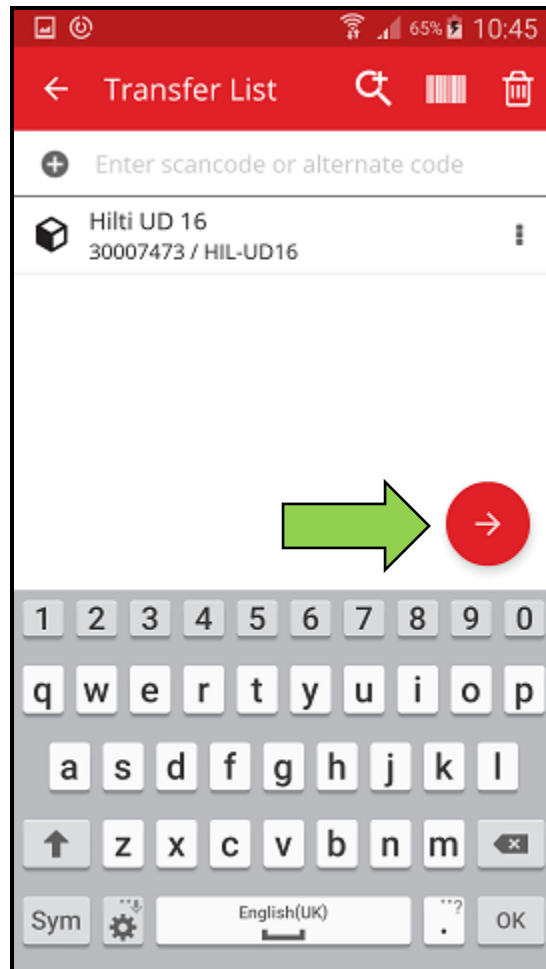 65% 10:45
Transfer List
Enter scancode or alternate code
Hilti UD 16
30007473 / HIL-UD16
1 2 3 4 5 6 7 8 9 0
q w e r t y u i o p
a s d f g h j k l
z x c v b n m
Sym English(UK) . ? OK